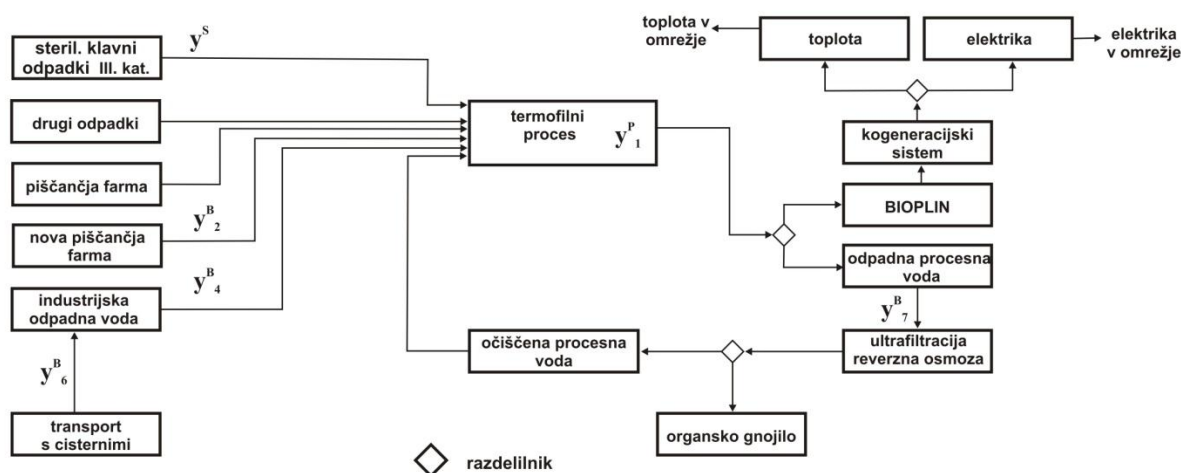 steril. klavni
odpadki III. kat.
y^S
drugi odpadki
piščančja farma
nova piščančja
farma
y^B_2
industrijska
odpadna voda
y^B_4
y^B_6
transport
s cisternimi
termofilni
proces
y^P_1
toplota v
omrežje
toplota
elektrika
elektrika
v omrežje
kogeneracijski
sistem
BIOPLIN
odpadna procesna
voda
y^B_7
ultrafiltracija
reverzna osmoza
očiščena procesna
voda
organsko gnojilo
razdelilnik